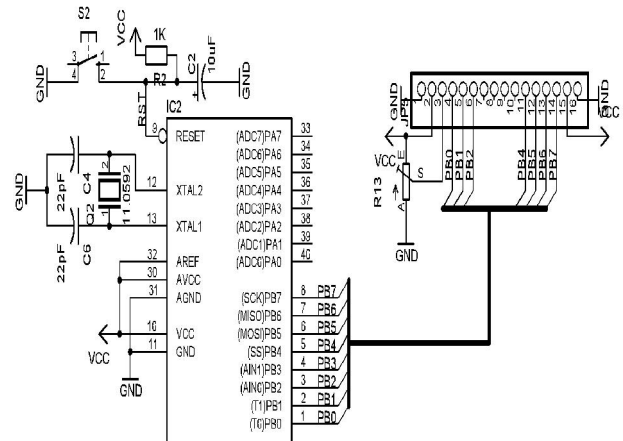 S2
VCC
1K
R2
C2
10uF
3 1
4 2
GND
GND
RST
IC2
9 RESET
(ADC7)PA7 33
(ADC6)PA6 34
(ADC5)PA5 35
(ADC4)PA4 36
(ADC3)PA3 37
(ADC2)PA2 38
(ADC1)PA1 39
(ADC0)PA0 40
GND
22pF C4
2
Q2 11.0592
1
22pF C6
12 XTAL2
13 XTAL1
32 AREF
30 AVCC
31 AGND
10 VCC
11 GND
VCC
GND
(SCK)PB7 8 PB7
(MISO)PB6 7 PB6
(MOSI)PB5 6 PB5
(SS)PB4 5 PB4
(AIN1)PB3 4 PB3
(AIN0)PB2 3 PB2
(T1)PB1 2 PB1
(T0)PB0 1 PB0
GND
JP5
1 2 3 4 5 6 7 8 9 10 11 12 13 14 15 16
GND
VCC
VCC
E
S
R13
A
GND
PB0
PB1
PB2
PB4
PB5
PB6
PB7